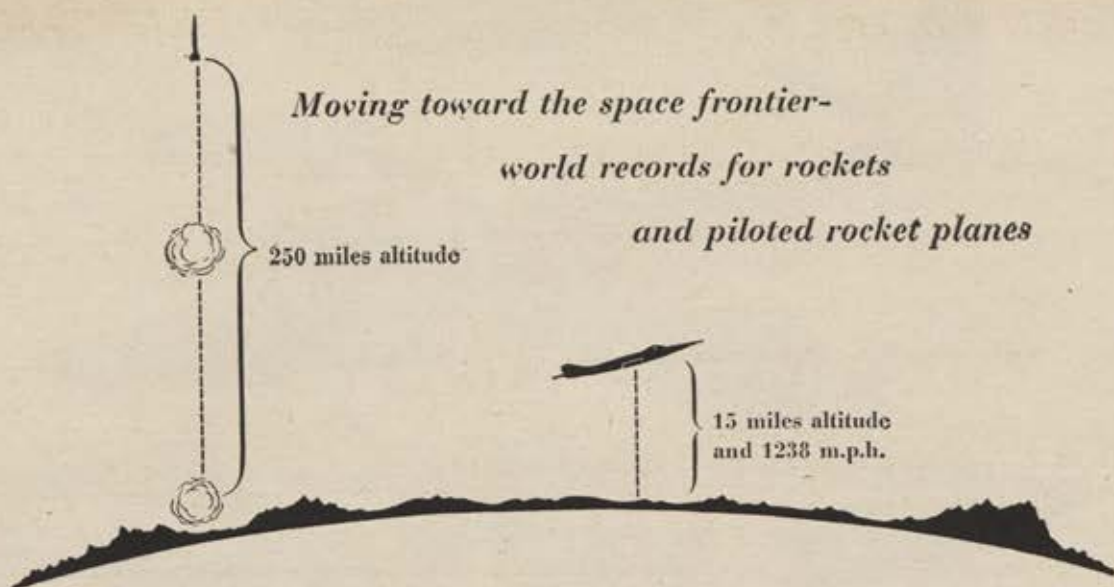 Moving toward the space frontier-
world records for rockets
and piloted rocket planes
250 miles altitude
15 miles altitude
and 1238 m.p.h.